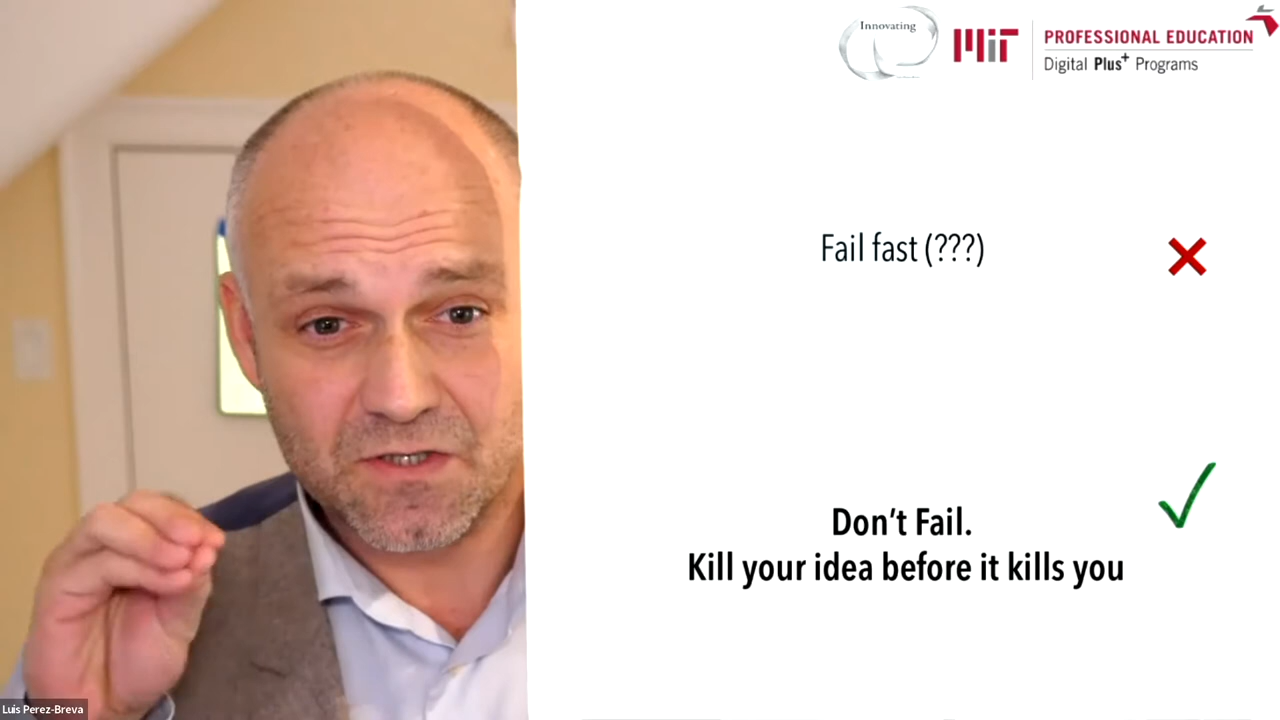 Innovating
MIT
PROFESSIONAL EDUCATION
Digital Plus+ Programs
Fail fast (???)
Don't Fail.
Kill your idea before it kills you
Luis Perez-Breva